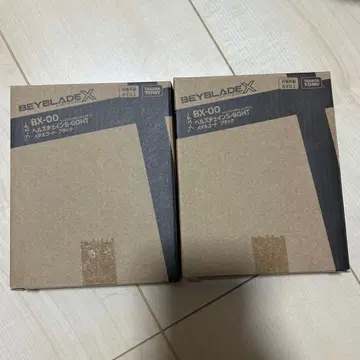 BEYBLADE X
TAKARA TOMY
BX-00
ヘルズチェイン5-60HT
メタルコート ブラック
BEYBLADE X
TAKARA TOMY
BX-00
ヘルズチェイン5-60HT
メタルコート ブラック